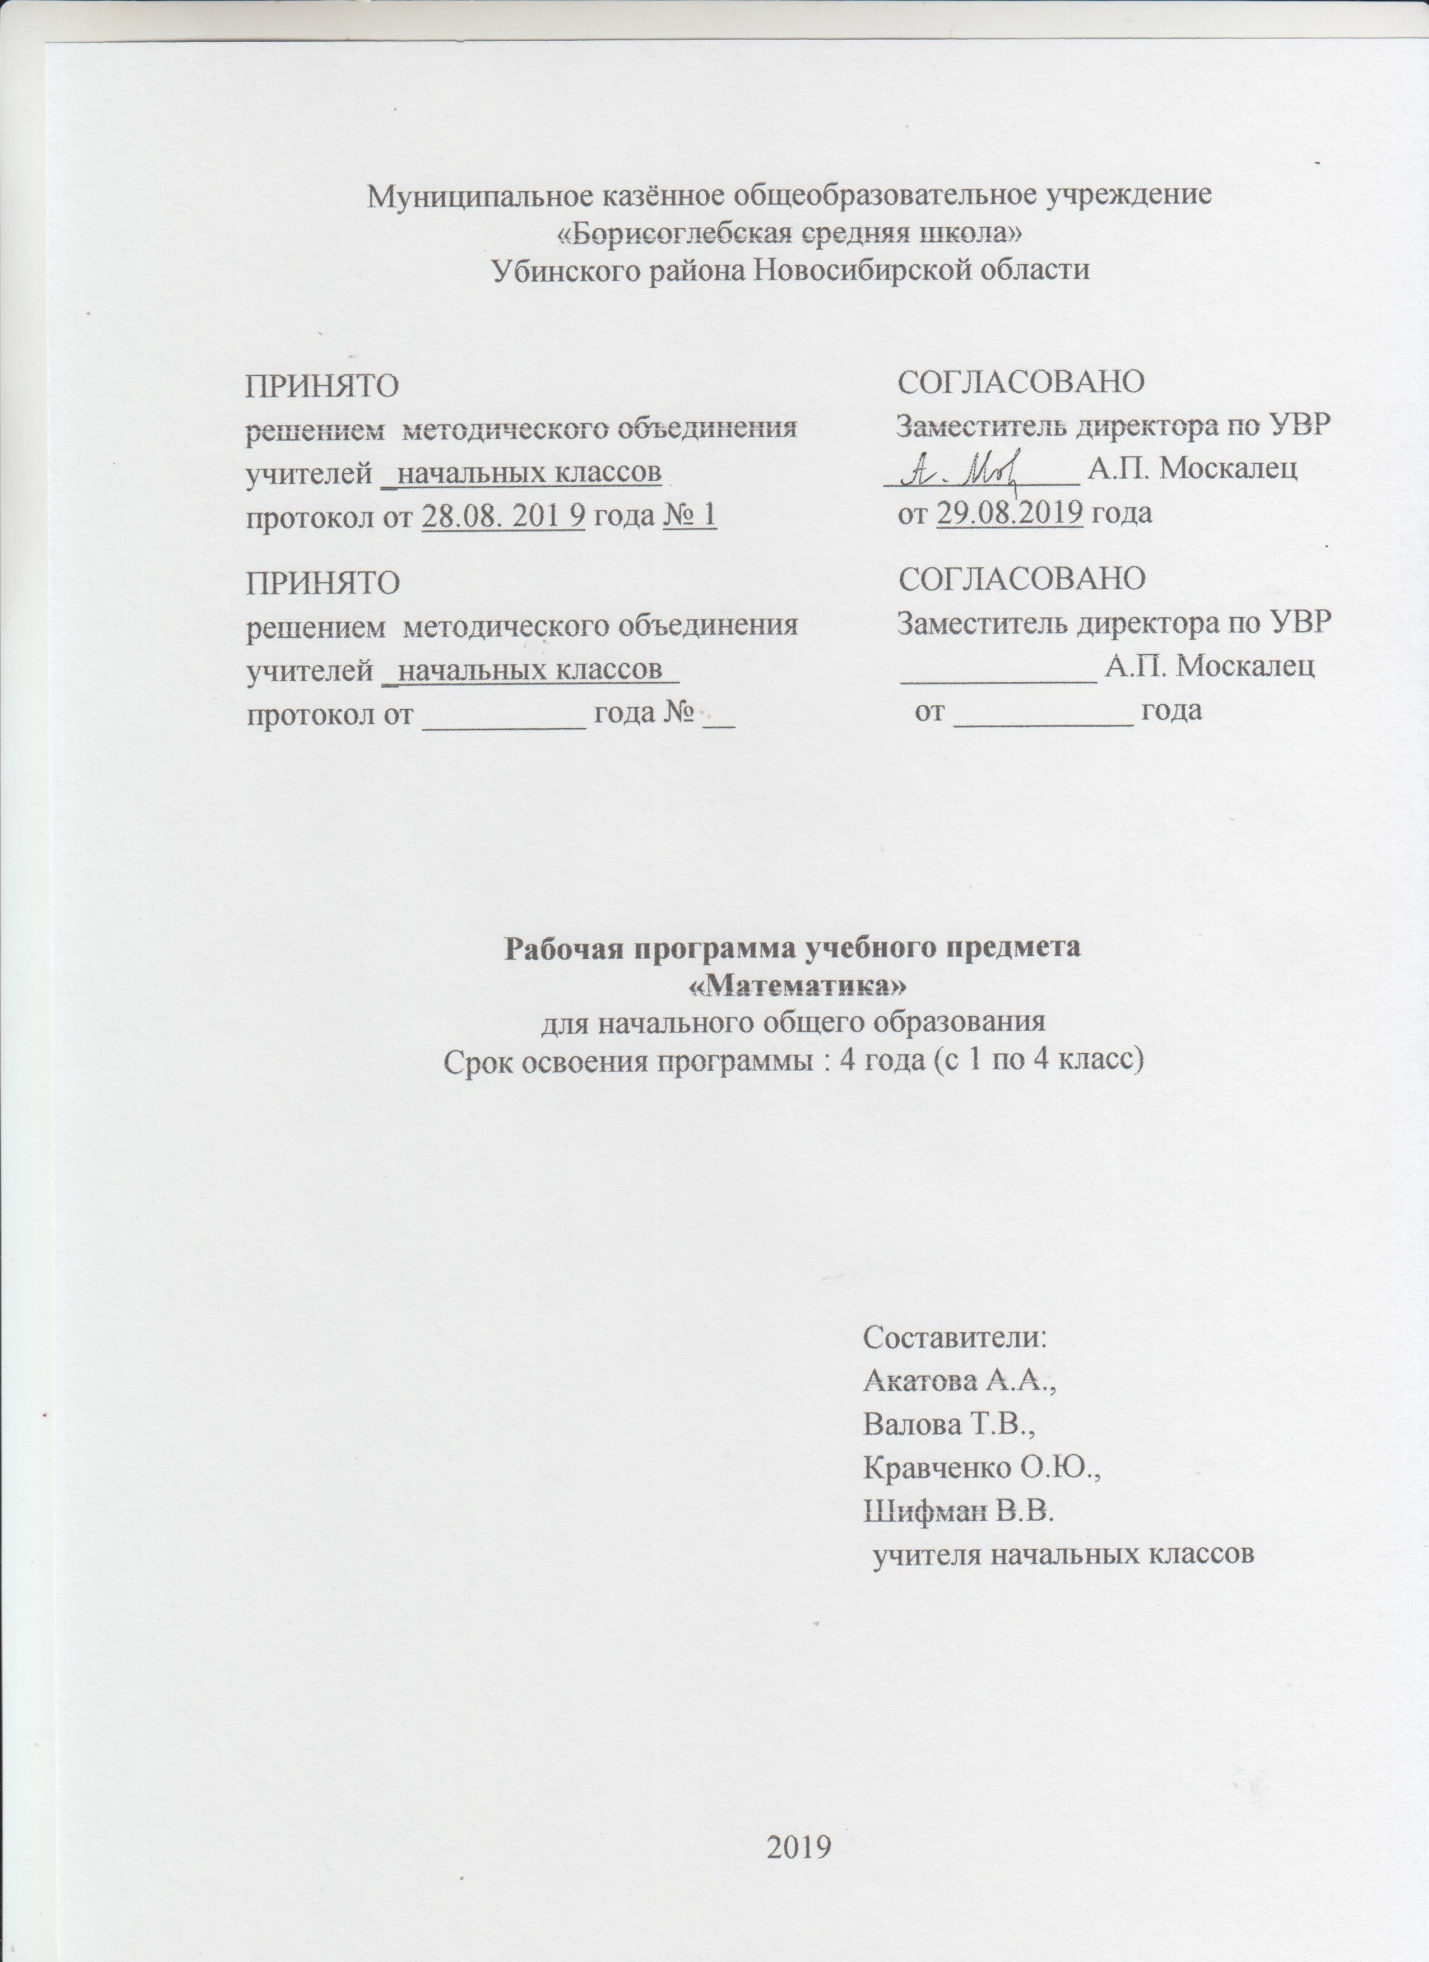 Муниципальное казённое общеобразовательное учреждение
«Борисоглебская средняя школа»
Убинского района Новосибирской области
ПРИНЯТО
решением методического объединения
учителей _начальных классов
протокол от 28.08. 201 9 года № 1
СОГЛАСОВАНО
Заместитель директора по УВР
А.П. Москалец
от 29.08.2019 года
ПРИНЯТО
решением методического объединения
учителей _начальных классов_
протокол от __________ года № __
СОГЛАСОВАНО
Заместитель директора по УВР
____________ А.П. Москалец
от ___________ года
Рабочая программа учебного предмета
«Математика»
для начального общего образования
Срок освоения программы : 4 года (с 1 по 4 класс)
Составители:
Акатова А.А.,
Валова Т.В.,
Кравченко О.Ю.,
Шифман В.В.
учителя начальных классов
2019